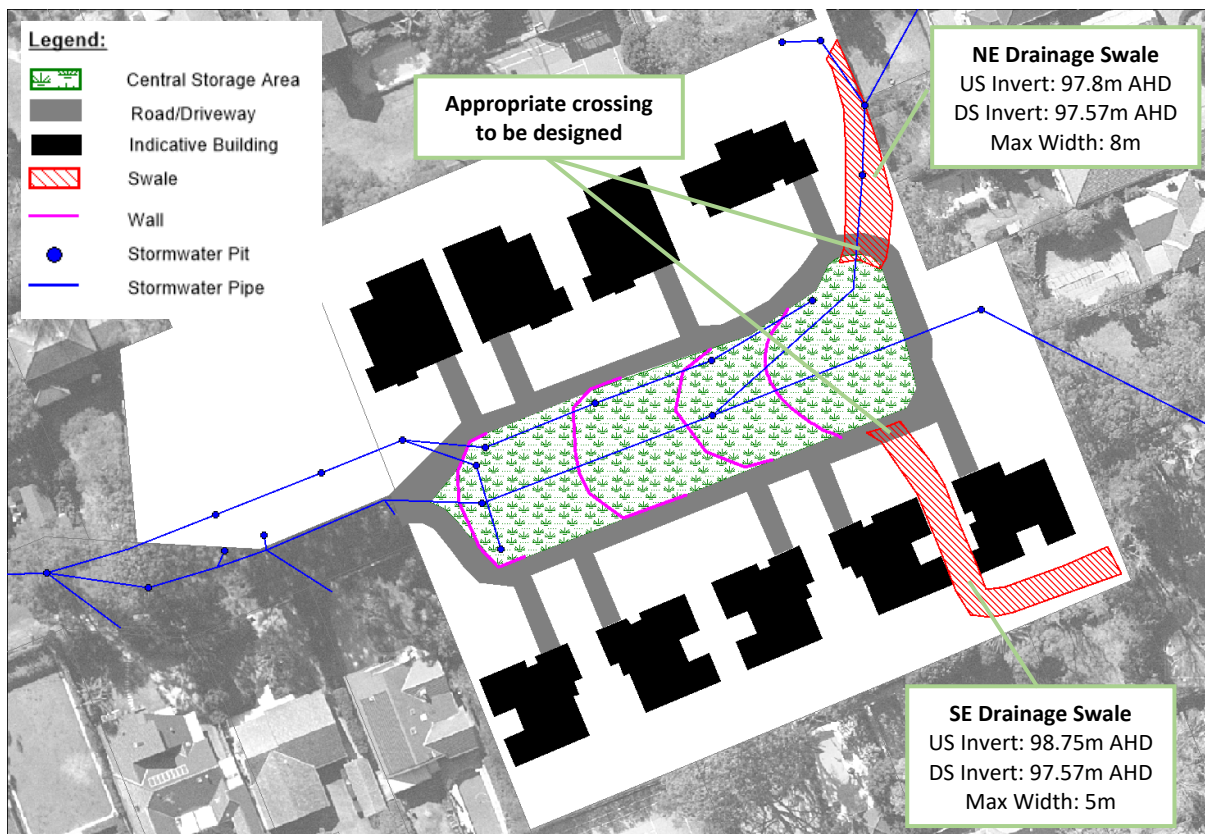 Legend:
Central Storage Area
Road/Driveway
Indicative Building
Swale
Wall
Stormwater Pit
Stormwater Pipe
Appropriate crossing
to be designed
NE Drainage Swale
US Invert: 97.8m AHD
DS Invert: 97.57m AHD
Max Width: 8m
SE Drainage Swale
US Invert: 98.75m AHD
DS Invert: 97.57m AHD
Max Width: 5m